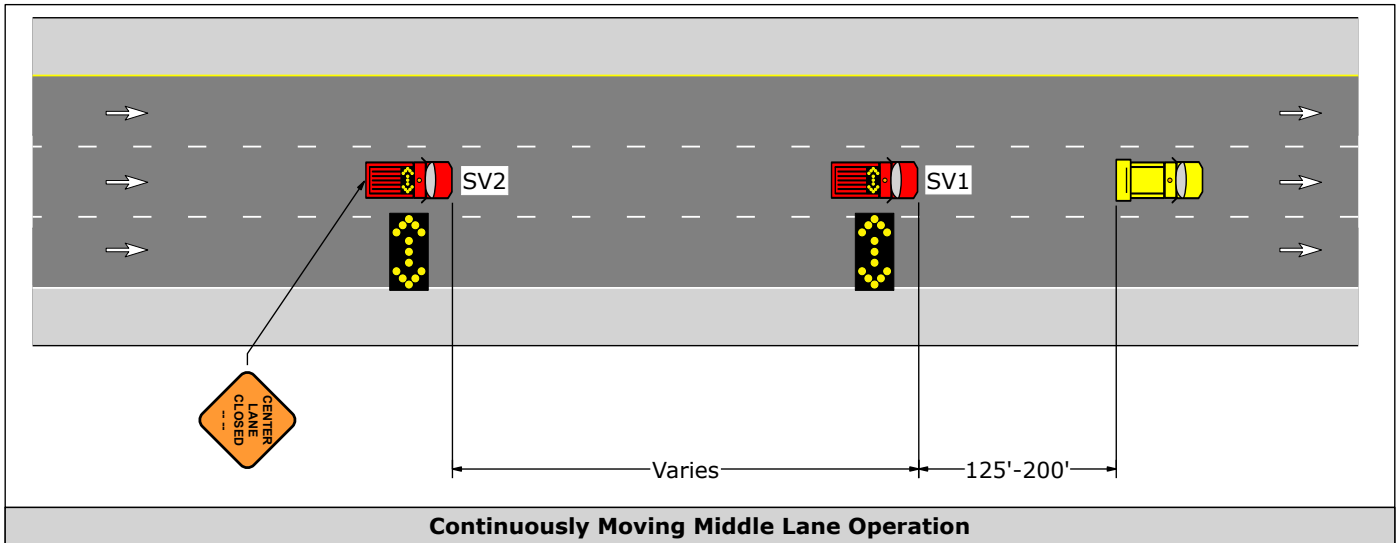 SV2
SV1
CENTER
LANE
CLOSED
-- --
Varies
125'-200'
Continuously Moving Middle Lane Operation